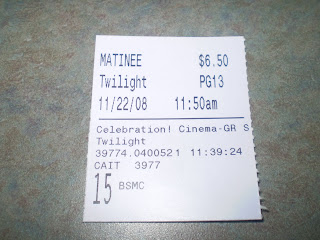 MATINEE $6.50
Twilight PG13
11/22/08 11:50am
Celebration! Cinema-GR S
Twilight
39774.0400521 11:39:24
CAIT 3977
15 BSMC